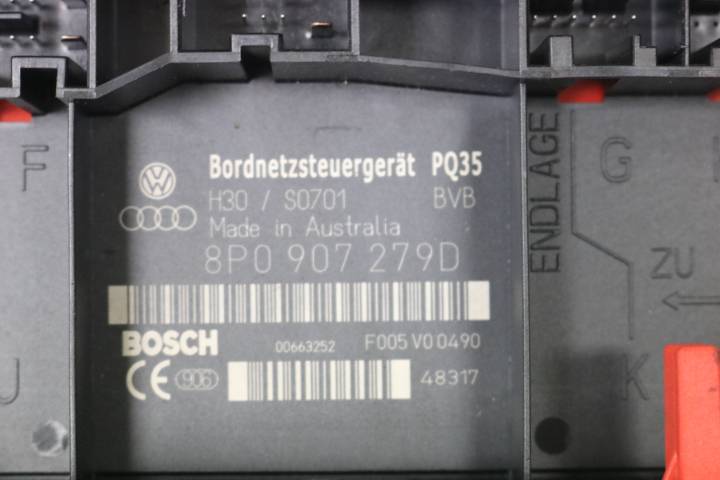 Bordnetzsteuergerät PQ35
H30 / S0701 BVB
Made in Australia
8P0 907 279D
BOSCH 00663252 F005 V0 0490
CE 906 48317
F
J
ENDLAGE
G
ZU
K